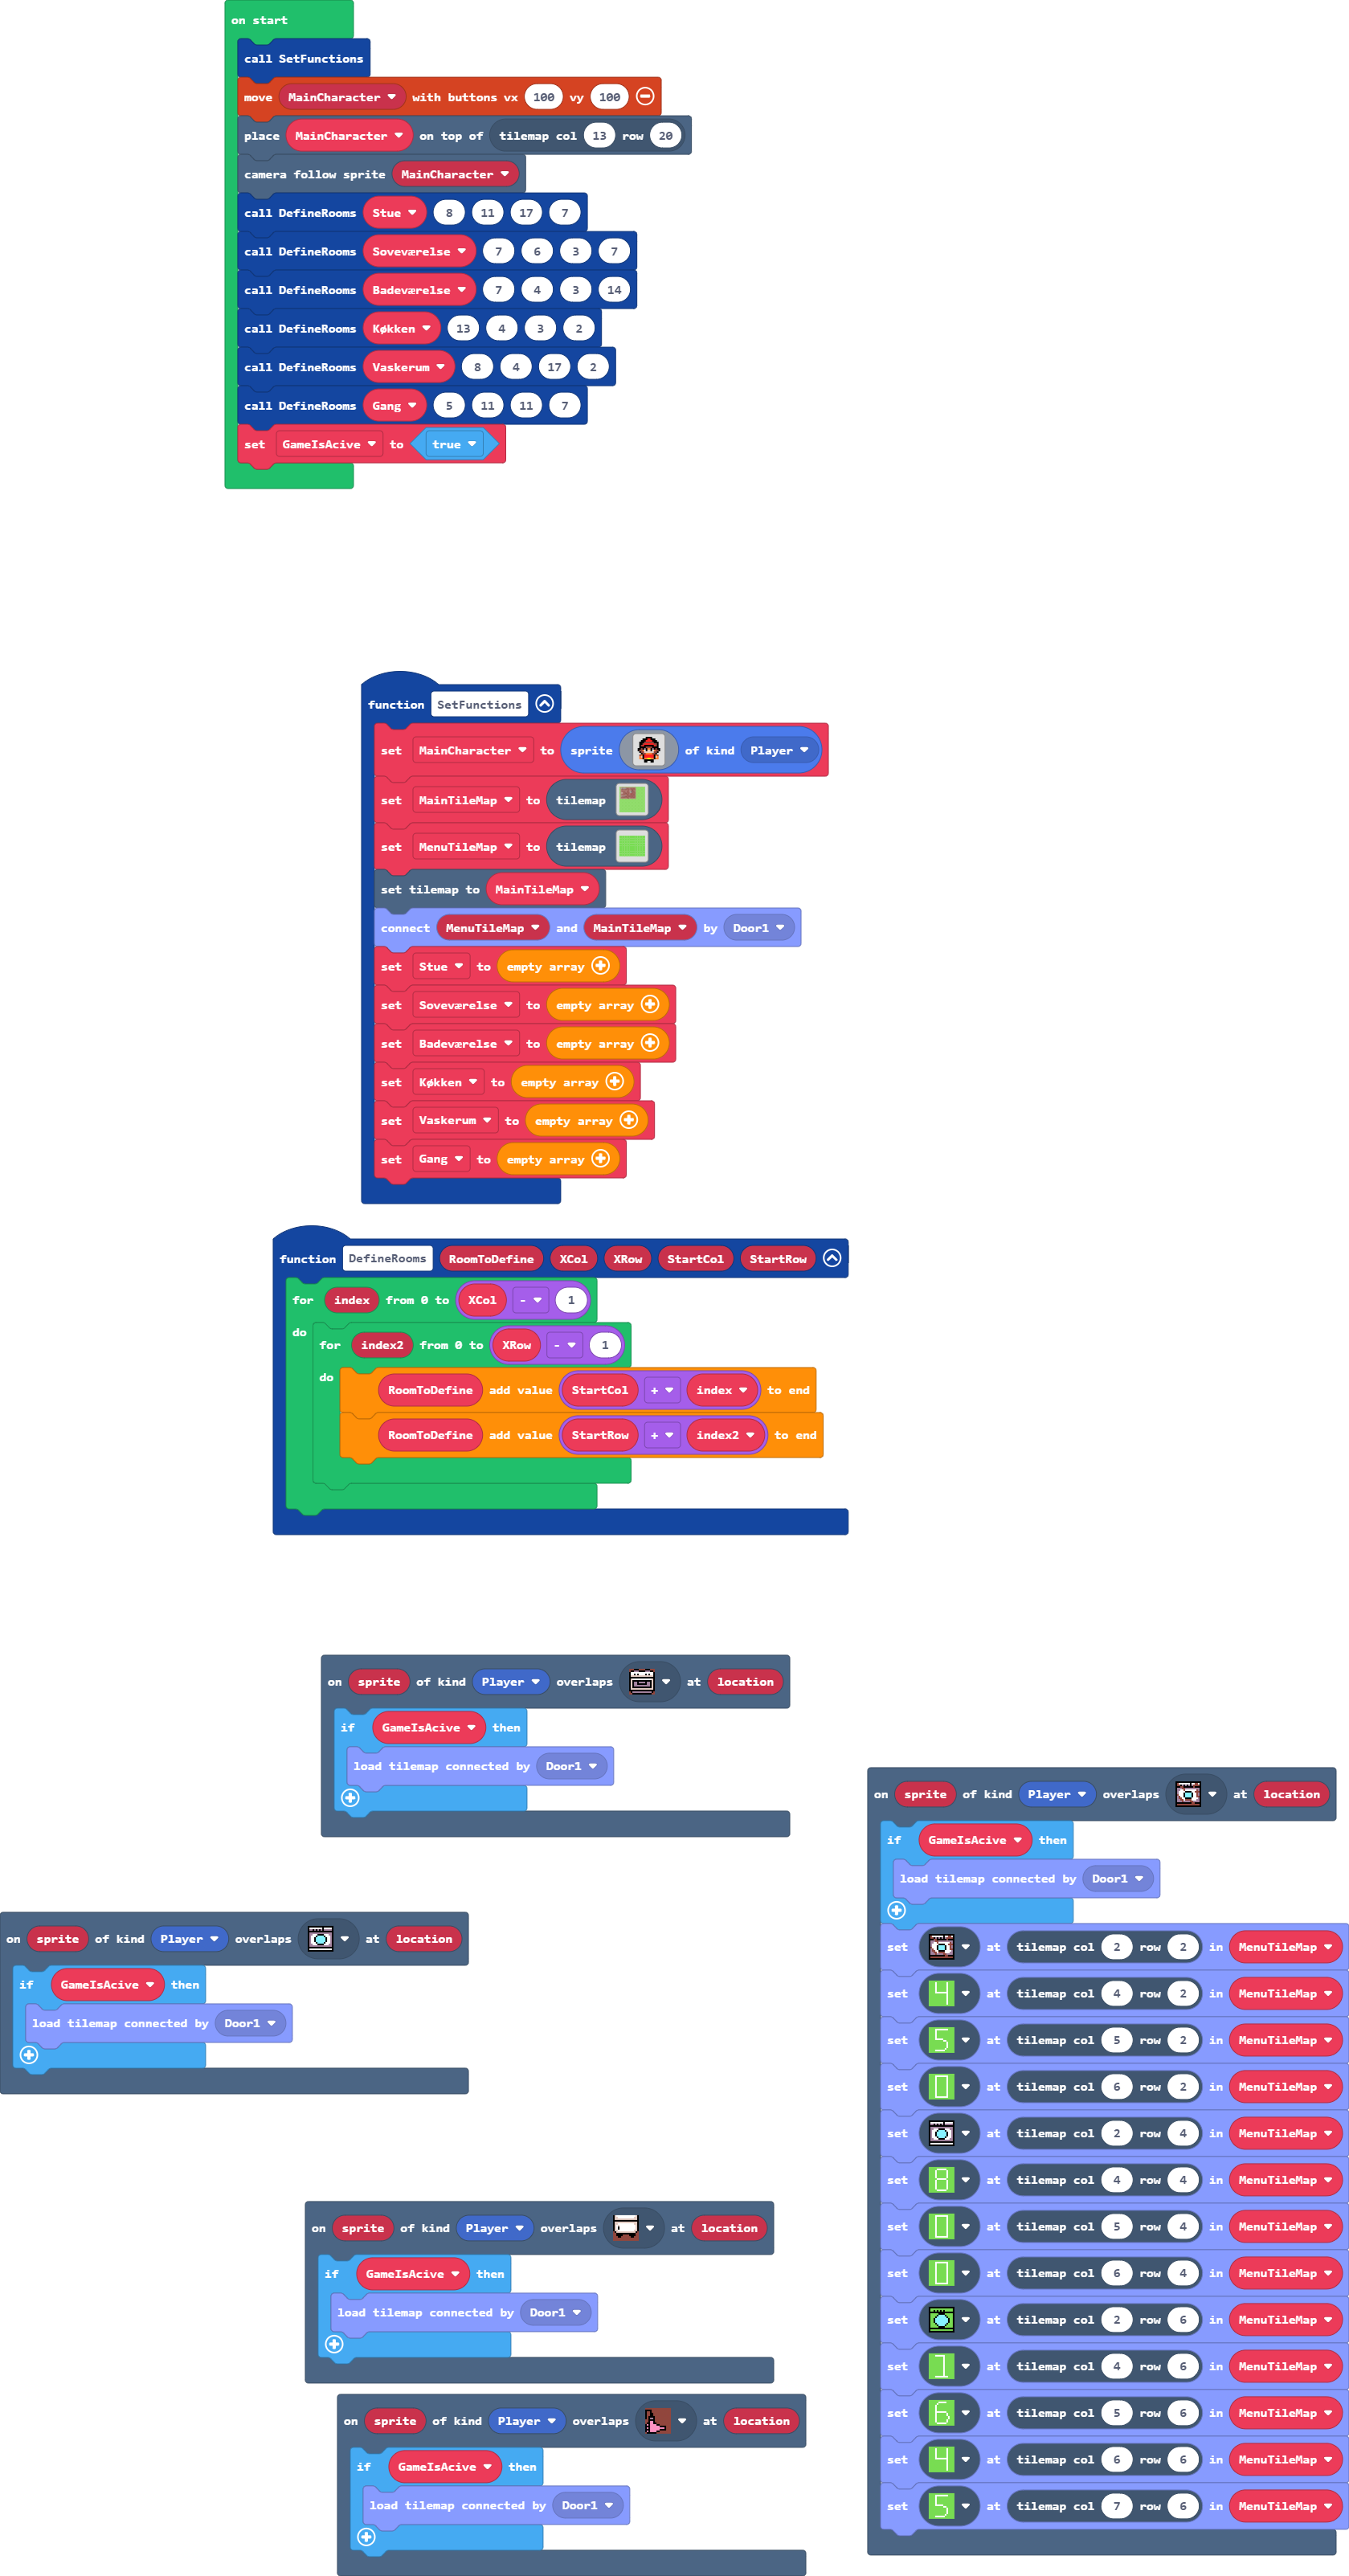 on start
call SetFunctions
move MainCharacter with buttons vx 100 vy 100
place MainCharacter on top of tilemap col 13 row 20
camera follow sprite MainCharacter
call DefineRooms Stue 8 11 17 7
call DefineRooms Soveværelse 7 6 3 7
call DefineRooms Badeværelse 7 4 3 14
call DefineRooms Køkken 13 4 3 2
call DefineRooms Vaskerum 8 4 17 2
call DefineRooms Gang 5 11 11 7
set GameIsAcive to true
function SetFunctions
set MainCharacter to sprite of kind Player
set MainTileMap to tilemap
set MenuTileMap to tilemap
set tilemap to MainTileMap
connect MenuTileMap and MainTileMap by Door1
set Stue to empty array
set Soveværelse to empty array
set Badeværelse to empty array
set Køkken to empty array
set Vaskerum to empty array
set Gang to empty array
function DefineRooms RoomToDefine XCol XRow StartCol StartRow
for index from 0 to XCol - 1
do
for index2 from 0 to XRow - 1
do
RoomToDefine add value StartCol + index to end
RoomToDefine add value StartRow + index2 to end
on sprite of kind Player overlaps at location
if GameIsAcive then
load tilemap connected by Door1
on sprite of kind Player overlaps at location
if GameIsAcive then
load tilemap connected by Door1
on sprite of kind Player overlaps at location
if GameIsAcive then
load tilemap connected by Door1
on sprite of kind Player overlaps at location
if GameIsAcive then
load tilemap connected by Door1
on sprite of kind Player overlaps at location
if GameIsAcive then
load tilemap connected by Door1
set at tilemap col 2 row 2 in MenuTileMap
set 4 at tilemap col 4 row 2 in MenuTileMap
set 5 at tilemap col 5 row 2 in MenuTileMap
set 0 at tilemap col 6 row 2 in MenuTileMap
set at tilemap col 2 row 4 in MenuTileMap
set 8 at tilemap col 4 row 4 in MenuTileMap
set 0 at tilemap col 5 row 4 in MenuTileMap
set 0 at tilemap col 6 row 4 in MenuTileMap
set at tilemap col 2 row 6 in MenuTileMap
set 1 at tilemap col 4 row 6 in MenuTileMap
set 6 at tilemap col 5 row 6 in MenuTileMap
set 4 at tilemap col 6 row 6 in MenuTileMap
set 5 at tilemap col 7 row 6 in MenuTileMap